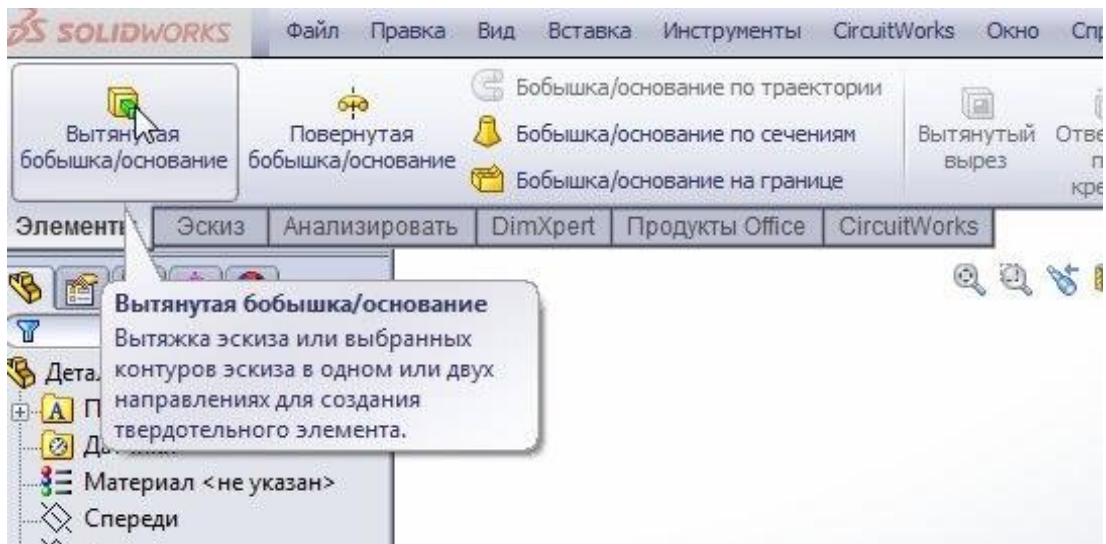 SOLIDWORKS Файл Правка Вид Вставка Инструменты CircuitWorks Окно
Вытянутая бобышка/основание
Повернутая бобышка/основание
Бобышка/основание по траектории
Бобышка/основание по сечениям
Бобышка/основание на границе
Вытянутый вырез
Элементы Эскиз Анализировать DimXpert Продукты Office CircuitWorks
Вытянутая бобышка/основание
Вытяжка эскиза или выбранных
контуров эскиза в одном или двух
направлениях для создания
твердотельного элемента.
Материал <не указан>
Спереди